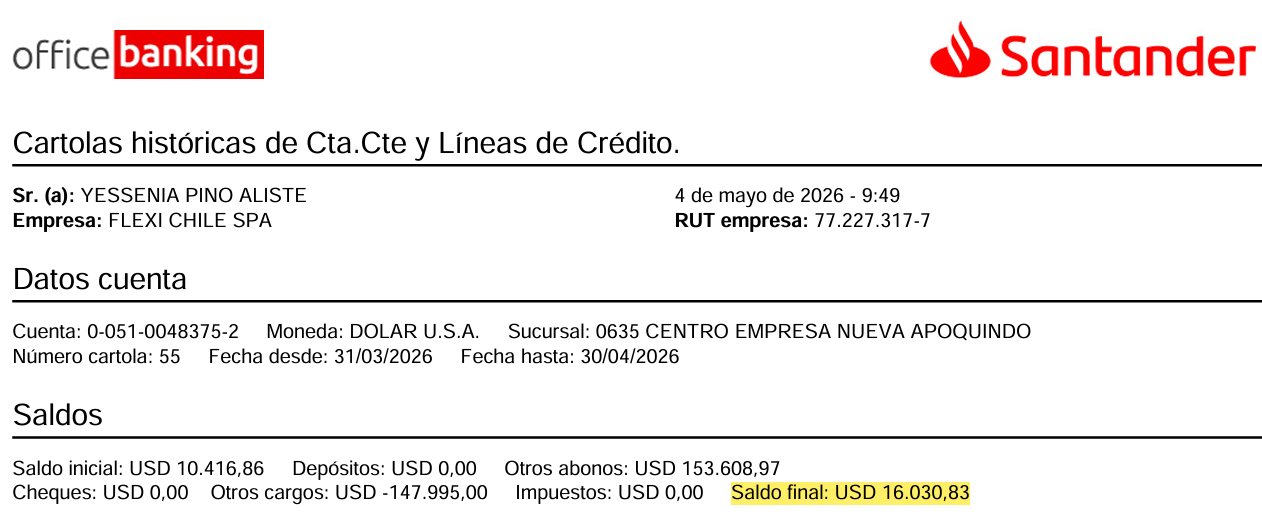 officebanking Santander
Cartolas históricas de Cta.Cte y Líneas de Crédito.
Sr. (a): YESSENIA PINO ALISTE 4 de mayo de 2026 - 9:49
Empresa: FLEXI CHILE SPA RUT empresa: 77.227.317-7
Datos cuenta
Cuenta: 0-051-0048375-2 Moneda: DOLAR U.S.A. Sucursal: 0635 CENTRO EMPRESA NUEVA APOQUINDO
Número cartola: 55 Fecha desde: 31/03/2026 Fecha hasta: 30/04/2026
Saldos
Saldo inicial: USD 10.416,86 Depósitos: USD 0,00 Otros abonos: USD 153.608,97
Cheques: USD 0,00 Otros cargos: USD -147.995,00 Impuestos: USD 0,00 Saldo final: USD 16.030,83